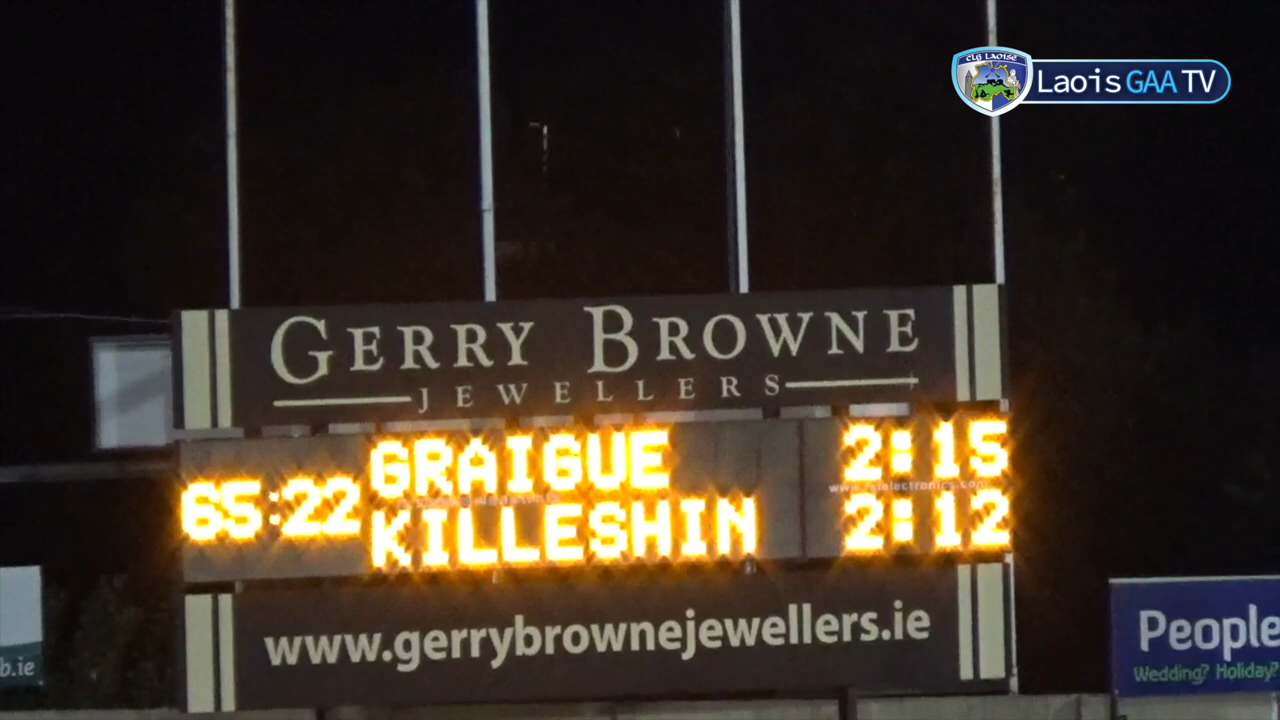 CLG LAOISE
Laois GAA TV
GERRY BROWNE
JEWELLERS
GRAIGUE 2:15
65:22
KILLESHIN 2:12
www.gerrybrownejewellers.ie
b.ie
People
Wedding? Holiday?